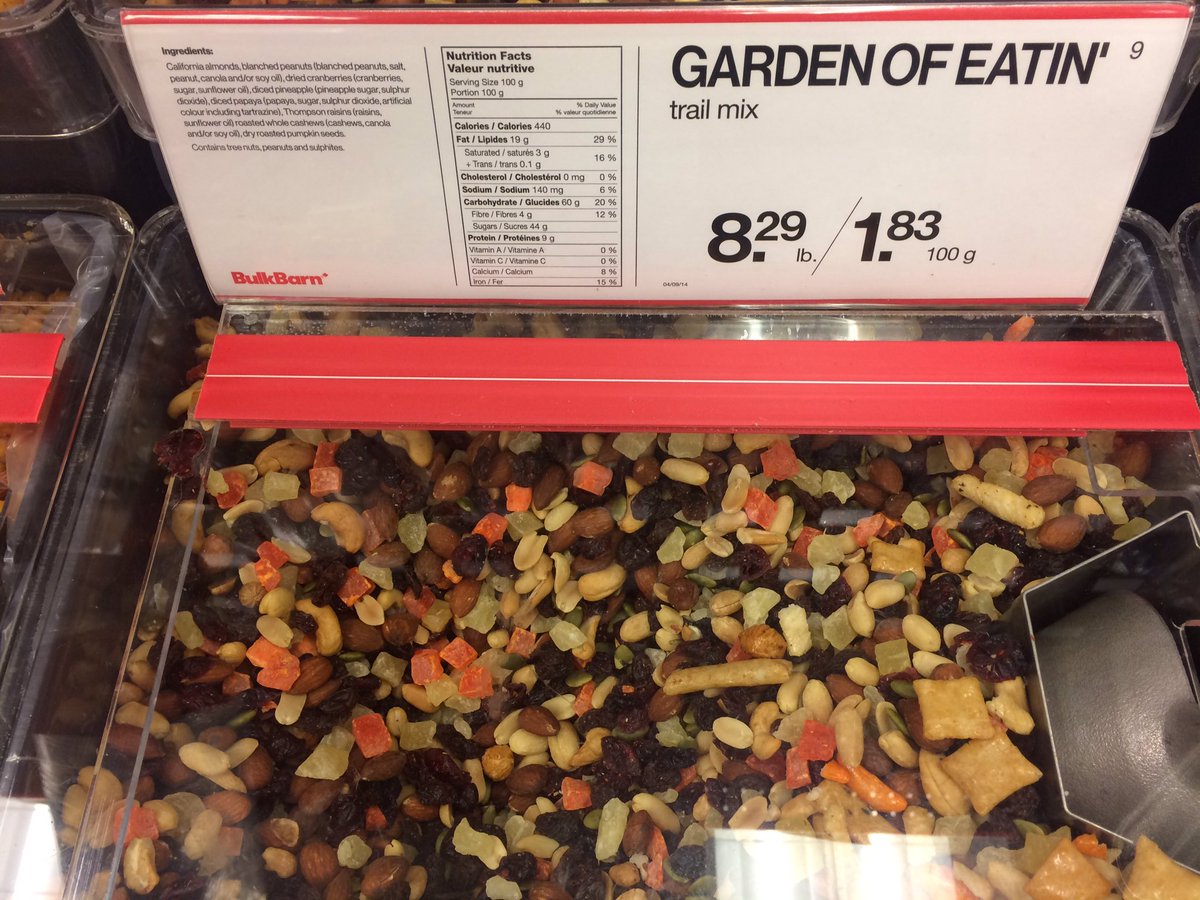 Ingredients:
California almonds, blanched peanuts (blanched peanuts, salt,
peanut, canola and/or soy oil), dried cranberries (cranberries,
sugar, sunflower oil), diced pineapple (pineapple sugar, sulphur
dioxide), diced papaya (papaya, sugar, sulphur dioxide, artificial
colour including tartrazine), Thompson raisins (raisins,
sunflower oil) roasted whole cashews (cashews, canola
and/or soy oil), dry roasted pumpkin seeds.
Contains tree nuts, peanuts and sulphites.
BulkBarn
Nutrition Facts
Valeur nutritive
Serving Size 100 g
Portion 100 g
Amount % Daily Value
Teneur % valeur quotidienne
Calories / Calories 440
Fat / Lipides 19 g 29 %
Saturated / saturés 3 g
+ Trans / trans 0.1 g 16 %
Cholesterol / Cholestérol 0 mg 0 %
Sodium / Sodium 140 mg 6 %
Carbohydrate / Glucides 60 g 20 %
Fibre / Fibres 4 g 12 %
Sugars / Sucres 44 g
Protein / Protéines 9 g
Vitamin A / Vitamine A 0 %
Vitamin C / Vitamine C 0 %
Calcium / Calcium 8 %
Iron / Fer 15 %
GARDEN OF EATIN' 9
trail mix
8.29 lb. / 1.83 100 g
04/09/14